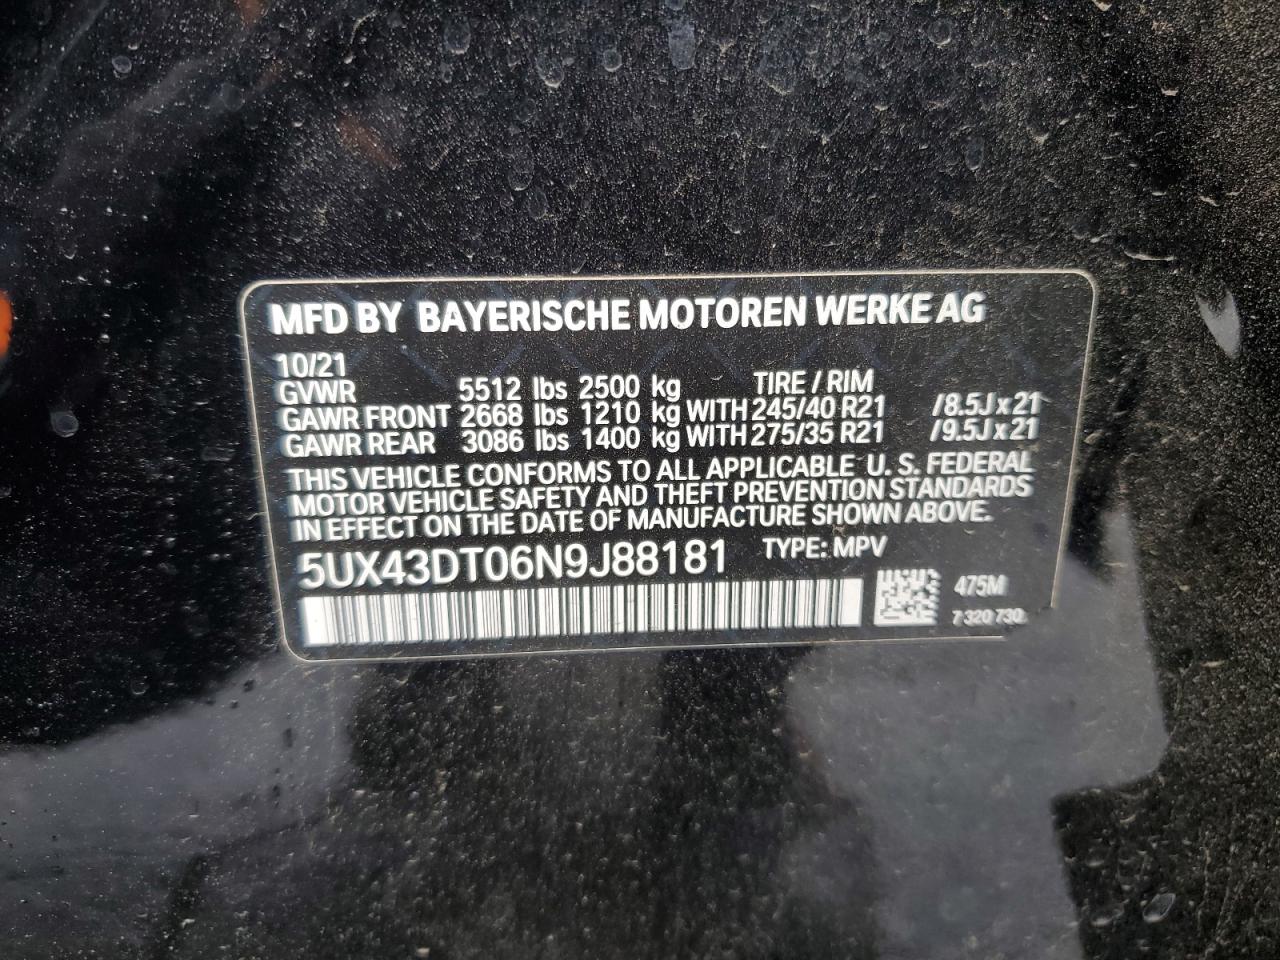 MFD BY BAYERISCHE MOTOREN WERKE AG
10/21
GVWR 5512 lbs 2500 kg TIRE / RIM
GAWR FRONT 2668 lbs 1210 kg WITH 245/40 R21 /8.5J x 21
GAWR REAR 3086 lbs 1400 kg WITH 275/35 R21 /9.5J x 21
THIS VEHICLE CONFORMS TO ALL APPLICABLE U. S. FEDERAL
MOTOR VEHICLE SAFETY AND THEFT PREVENTION STANDARDS
IN EFFECT ON THE DATE OF MANUFACTURE SHOWN ABOVE.
5UX43DT06N9J88181 TYPE: MPV
475M
7 320 730